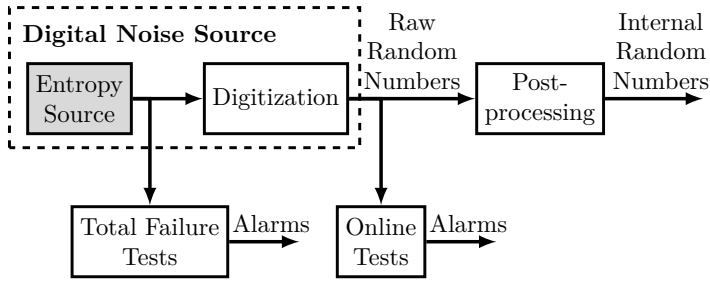 Digital Noise Source
Entropy
Source
Digitization
Raw
Random
Numbers
Post-
processing
Internal
Random
Numbers
Total Failure
Tests
Alarms
Online
Tests
Alarms